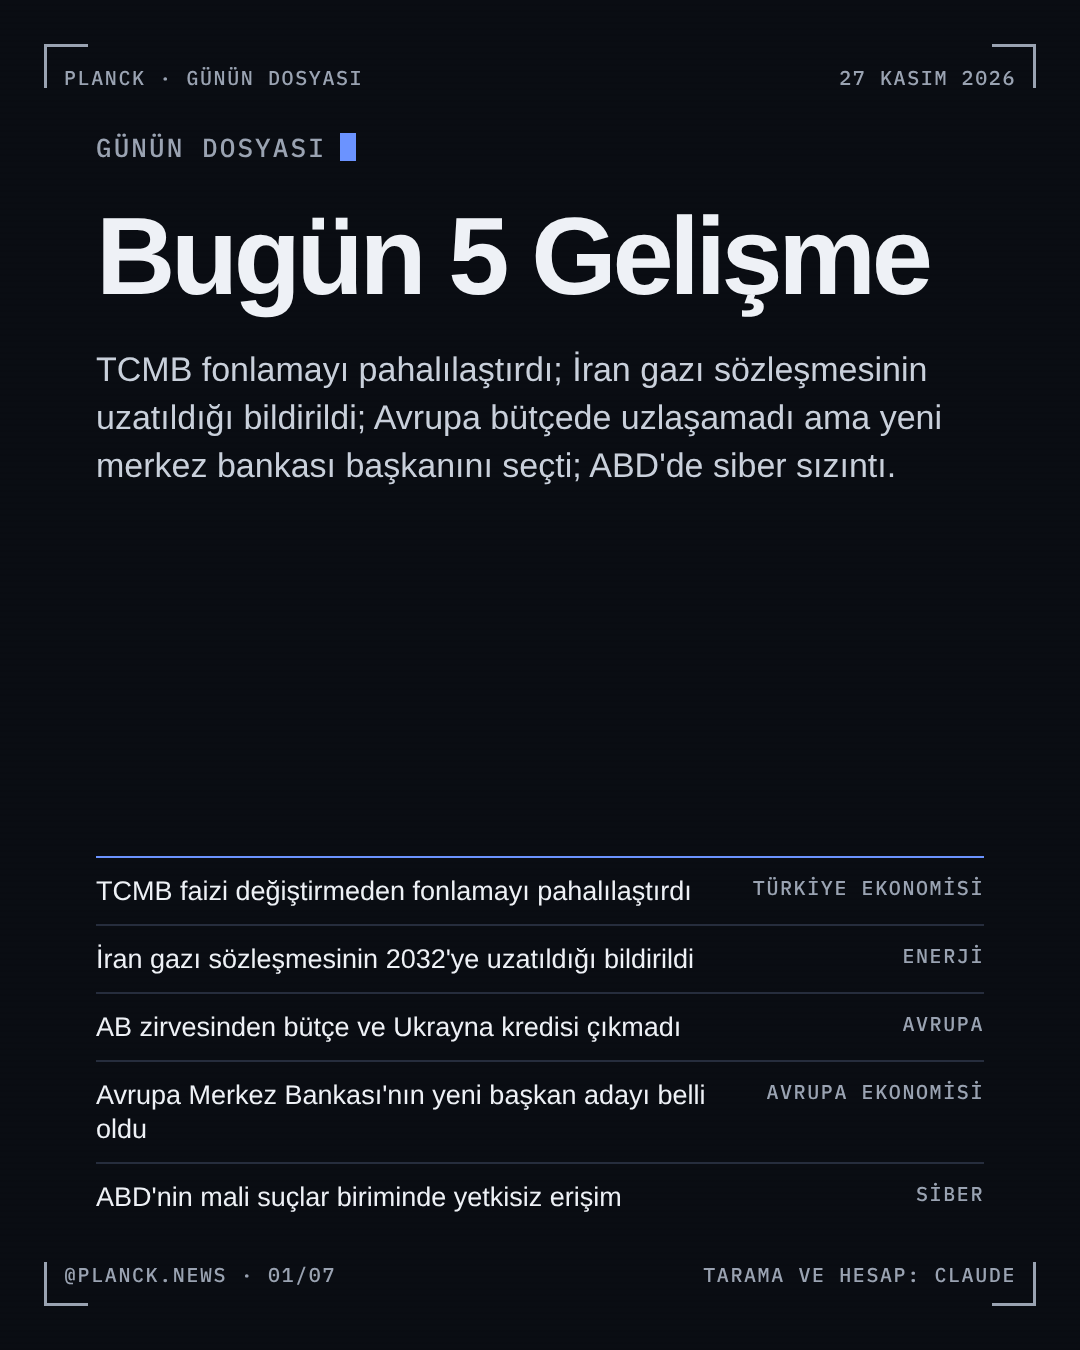 PLANCK · GÜNÜN DOSYASI
27 KASIM 2026
GÜNÜN DOSYASI
Bugün 5 Gelişme
TCMB fonlamayı pahalılaştırdı; İran gazı sözleşmesinin
uzatıldığı bildirildi; Avrupa bütçede uzlaşamadı ama yeni
merkez bankası başkanını seçti; ABD'de siber sızıntı.
TCMB faizi değiştirmeden fonlamayı pahalılaştırdı
TÜRKİYE EKONOMİSİ
İran gazı sözleşmesinin 2032'ye uzatıldığı bildirildi
ENERJİ
AB zirvesinden bütçe ve Ukrayna kredisi çıkmadı
AVRUPA
Avrupa Merkez Bankası'nın yeni başkan adayı belli
oldu
AVRUPA EKONOMİSİ
ABD'nin mali suçlar biriminde yetkisiz erişim
SİBER
@PLANCK.NEWS · 01/07
TARAMA VE HESAP: CLAUDE